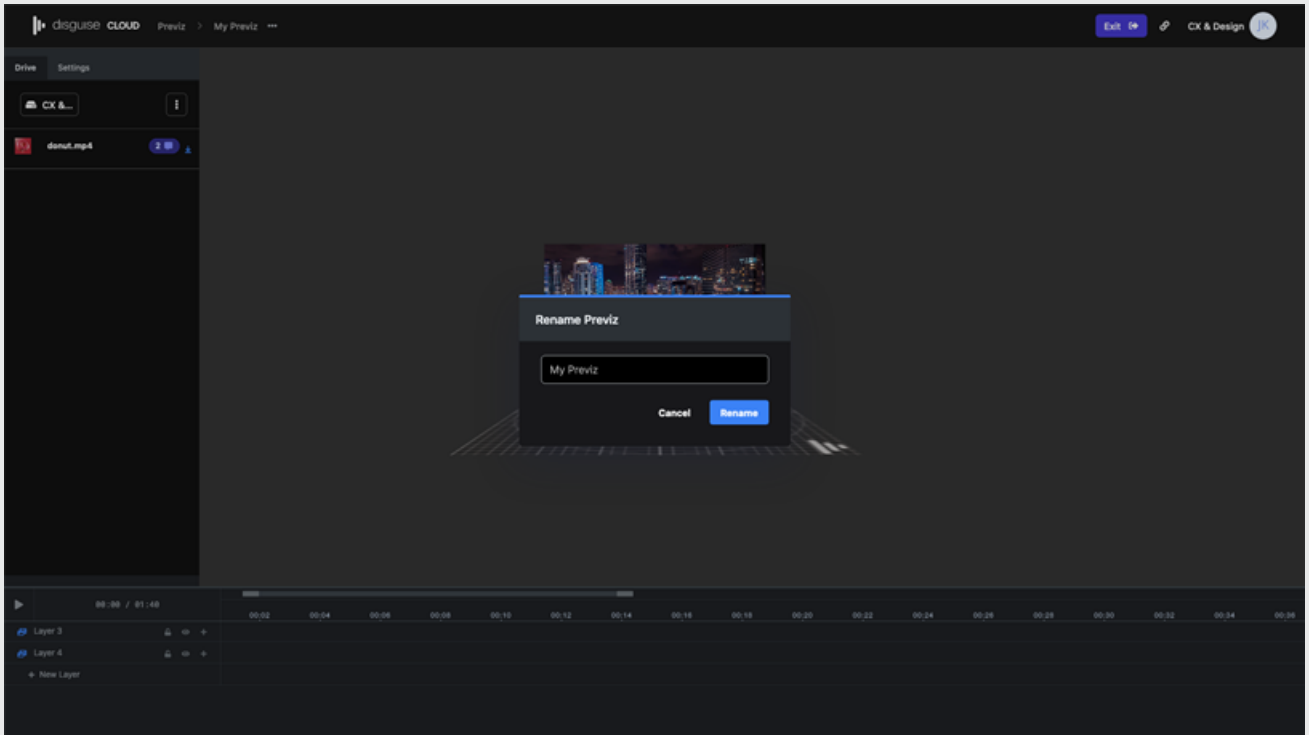 disguise CLOUD Previz > My Previz ••• Exit CX & Design JK
Drive Settings
CX &...
donut.mp4 2
Rename Previz
My Previz
Cancel Rename
00:00 / 01:40
00:02 00:04 00:06 00:08 00:10 00:12 00:14 00:16 00:18 00:20 00:22 00:24 00:26 00:28 00:30 00:32 00:34 00:36
Layer 3
Layer 4
+ New Layer